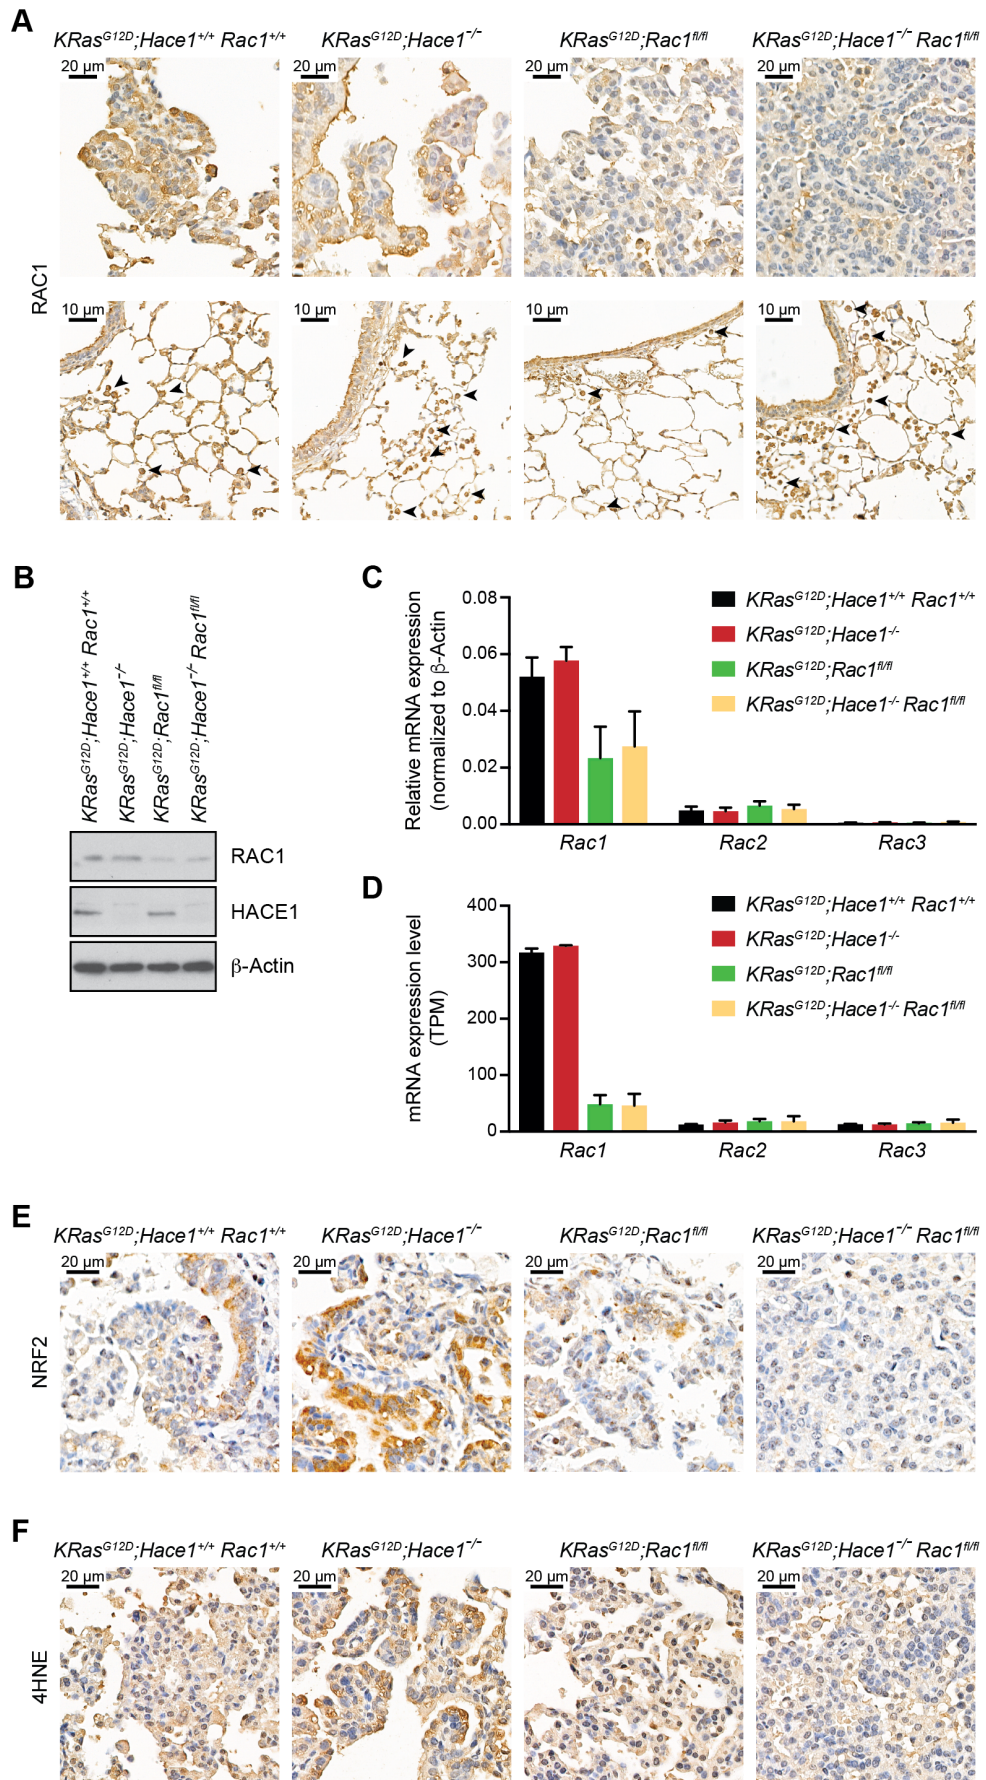 A
KRasG12D;Hace1+/+ Rac1+/+ KRasG12D;Hace1-/- KRasG12D;Rac1fl/fl KRasG12D;Hace1-/- Rac1fl/fl
20 µm 20 µm 20 µm 20 µm
RAC1
10 µm 10 µm 10 µm 10 µm
B
KRasG12D;Hace1+/+ Rac1+/+
KRasG12D;Hace1-/-
KRasG12D;Rac1fl/fl
KRasG12D;Hace1-/- Rac1fl/fl
RAC1
HACE1
β-Actin
C
Relative mRNA expression
(normalized to β-Actin
0.08
0.06
0.04
0.02
0.00
Rac1 Rac2 Rac3
KRasG12D;Hace1+/+ Rac1+/+
KRasG12D;Hace1-/-
KRasG12D;Rac1fl/fl
KRasG12D;Hace1-/- Rac1fl/fl
D
mRNA expression level
(TPM)
400
300
200
100
0
Rac1 Rac2 Rac3
KRasG12D;Hace1+/+ Rac1+/+
KRasG12D;Hace1-/-
KRasG12D;Rac1fl/fl
KRasG12D;Hace1-/- Rac1fl/fl
E
KRasG12D;Hace1+/+ Rac1+/+ KRasG12D;Hace1-/- KRasG12D;Rac1fl/fl KRasG12D;Hace1-/- Rac1fl/fl
20 µm 20 µm 20 µm 20 µm
NRF2
F
KRasG12D;Hace1+/+ Rac1+/+ KRasG12D;Hace1-/- KRasG12D;Rac1fl/fl KRasG12D;Hace1-/- Rac1fl/fl
20 µm 20 µm 20 µm 20 µm
4HNE